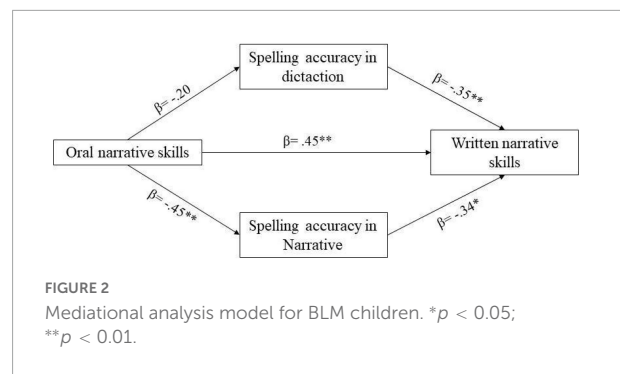 Spelling accuracy in
dictaction
β= -.20
β= -.35**
Oral narrative skills
β= .45**
Written narrative
skills
β= -.45**
β= -.34*
Spelling accuracy in
Narrative
FIGURE 2
Mediational analysis model for BLM children. *p < 0.05;
**p < 0.01.